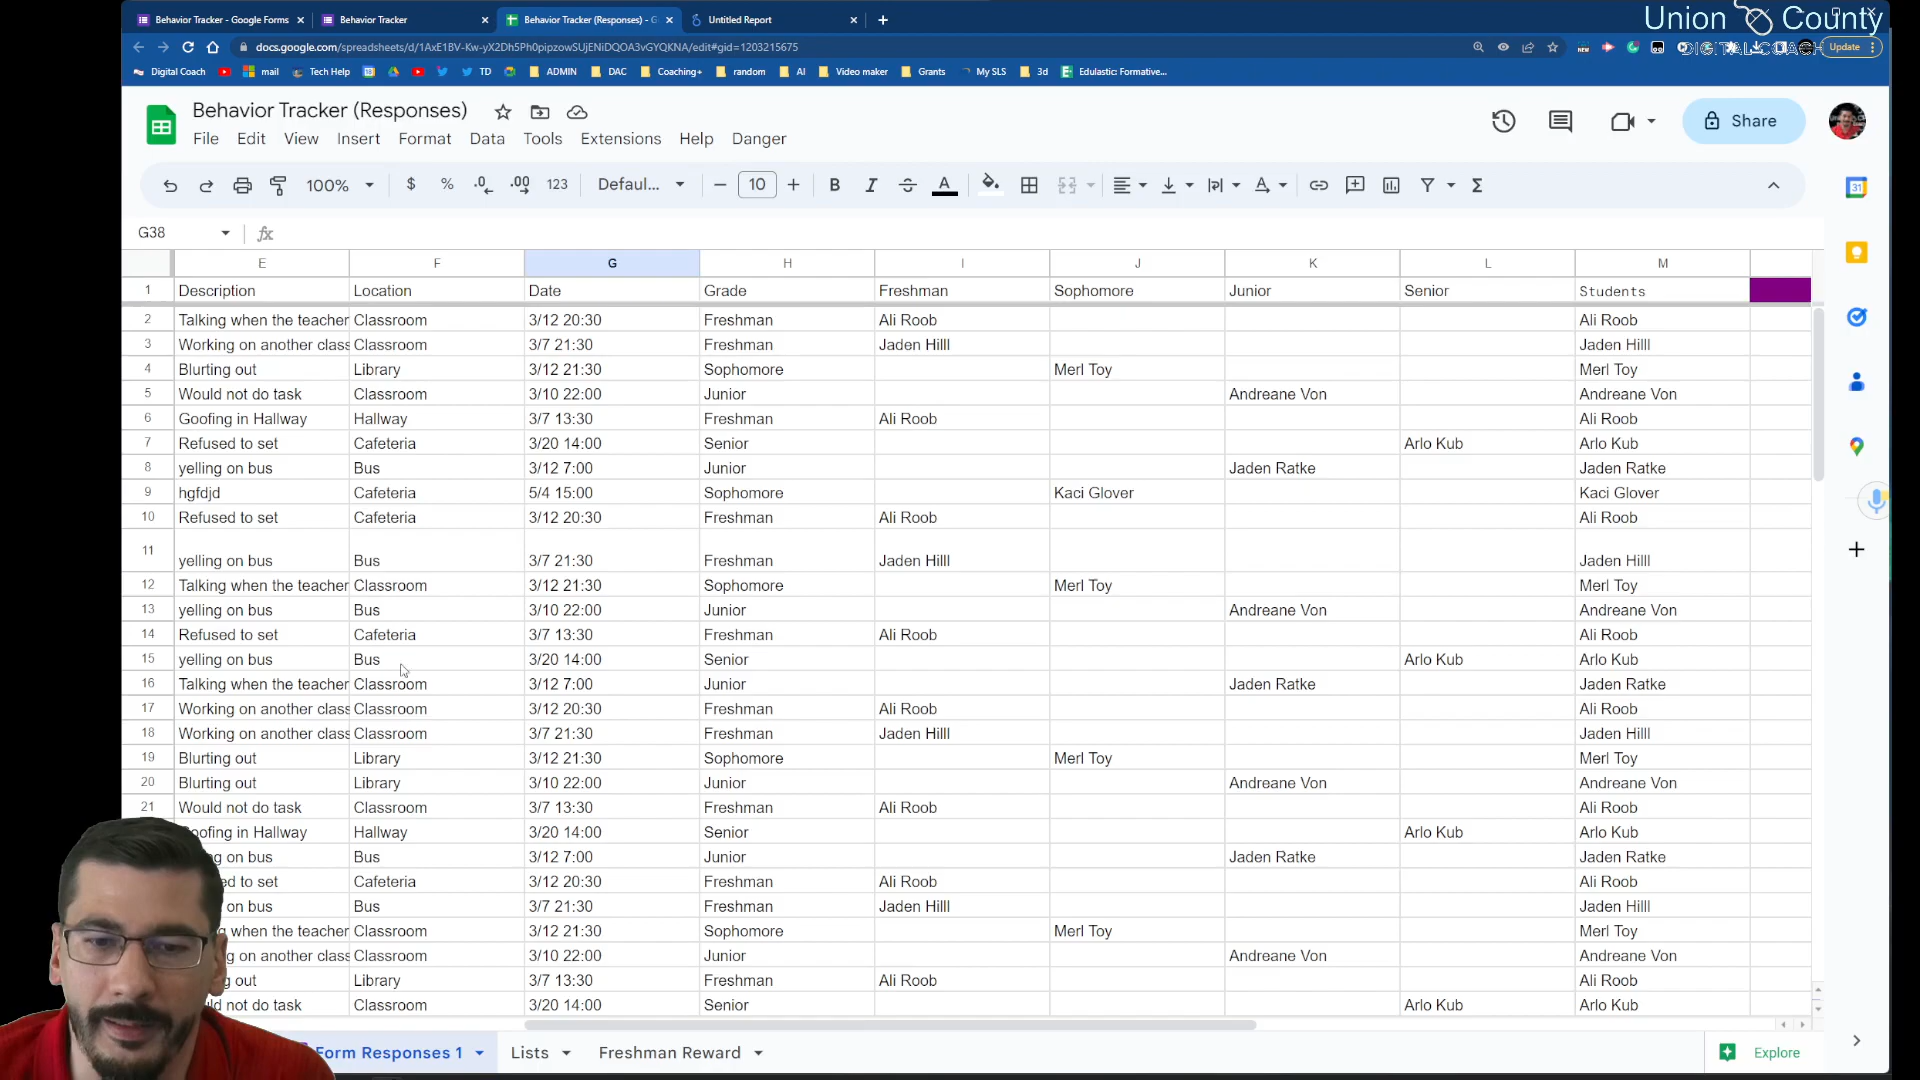 Behavior Tracker - Google Forms
Behavior Tracker
Behavior Tracker (Responses) - G
Untitled Report
Union County
DIGITAL COACH
docs.google.com/spreadsheets/d/1AxE1BV-Kw-yX2Dh5Ph0pipzowSUjENiDQOA3vGYQKNA/edit#gid=1203215675
Update
Digital Coach
mail
Tech Help
TD
ADMIN
DAC
Coaching+
random
AI
Video maker
Grants
My SLS
3d
Edulastic: Formative...
Behavior Tracker (Responses)
Share
File Edit View Insert Format Data Tools Extensions Help Danger
100% $ % .0 .00 123 Defaul... 10 B I A
G38 fx
E F G H I J K L M
1 Description Location Date Grade Freshman Sophomore Junior Senior Students
2 Talking when the teacher Classroom 3/12 20:30 Freshman Ali Roob Ali Roob
3 Working on another class Classroom 3/7 21:30 Freshman Jaden Hilll Jaden Hilll
4 Blurting out Library 3/12 21:30 Sophomore Merl Toy Merl Toy
5 Would not do task Classroom 3/10 22:00 Junior Andreane Von Andreane Von
6 Goofing in Hallway Hallway 3/7 13:30 Freshman Ali Roob Ali Roob
7 Refused to set Cafeteria 3/20 14:00 Senior Arlo Kub Arlo Kub
8 yelling on bus Bus 3/12 7:00 Junior Jaden Ratke Jaden Ratke
9 hgfdjd Cafeteria 5/4 15:00 Sophomore Kaci Glover Kaci Glover
10 Refused to set Cafeteria 3/12 20:30 Freshman Ali Roob Ali Roob
11 yelling on bus Bus 3/7 21:30 Freshman Jaden Hilll Jaden Hilll
12 Talking when the teacher Classroom 3/12 21:30 Sophomore Merl Toy Merl Toy
13 yelling on bus Bus 3/10 22:00 Junior Andreane Von Andreane Von
14 Refused to set Cafeteria 3/7 13:30 Freshman Ali Roob Ali Roob
15 yelling on bus Bus 3/20 14:00 Senior Arlo Kub Arlo Kub
16 Talking when the teacher Classroom 3/12 7:00 Junior Jaden Ratke Jaden Ratke
17 Working on another class Classroom 3/12 20:30 Freshman Ali Roob Ali Roob
18 Working on another class Classroom 3/7 21:30 Freshman Jaden Hilll Jaden Hilll
19 Blurting out Library 3/12 21:30 Sophomore Merl Toy Merl Toy
20 Blurting out Library 3/10 22:00 Junior Andreane Von Andreane Von
21 Would not do task Classroom 3/7 13:30 Freshman Ali Roob Ali Roob
oofing in Hallway Hallway 3/20 14:00 Senior Arlo Kub Arlo Kub
g on bus Bus 3/12 7:00 Junior Jaden Ratke Jaden Ratke
ed to set Cafeteria 3/12 20:30 Freshman Ali Roob Ali Roob
on bus Bus 3/7 21:30 Freshman Jaden Hilll Jaden Hilll
when the teacher Classroom 3/12 21:30 Sophomore Merl Toy Merl Toy
g on another class Classroom 3/10 22:00 Junior Andreane Von Andreane Von
g out Library 3/7 13:30 Freshman Ali Roob Ali Roob
uld not do task Classroom 3/20 14:00 Senior Arlo Kub Arlo Kub
Form Responses 1 Lists Freshman Reward Explore